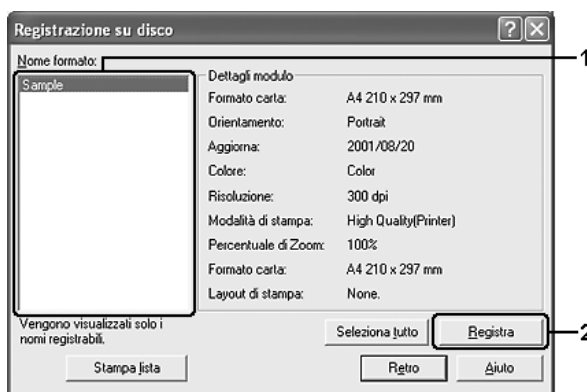 Registrazione su disco
Nome formato:
1
Sample
Dettagli modulo
Formato carta: A4 210 x 297 mm
Orientamento: Portrait
Aggiorna: 2001/08/20
Colore: Color
Risoluzione: 300 dpi
Modalità di stampa: High Quality(Printer)
Percentuale di Zoom: 100%
Formato carta: A4 210 x 297 mm
Layout di stampa: None.
Vengono visualizzati solo i
nomi registrabili.
Seleziona tutto
Registra
2
Stampa lista
Retro
Aiuto